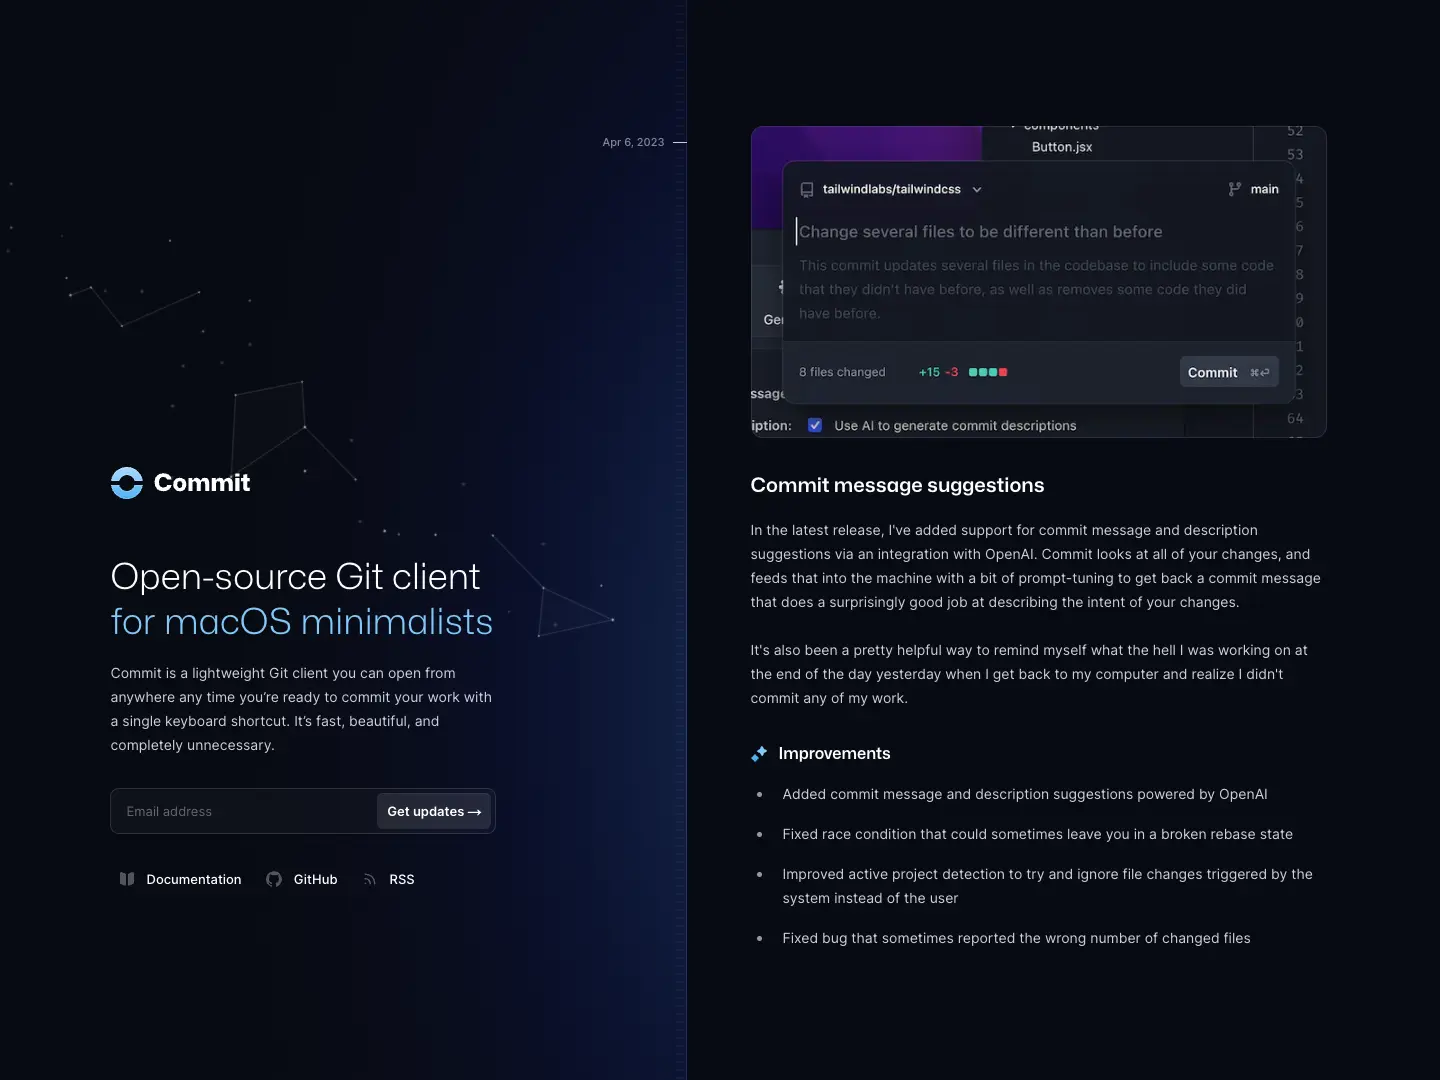 Commit
Open-source Git client
for macOS minimalists
Commit is a lightweight Git client you can open from
anywhere any time you’re ready to commit your work with
a single keyboard shortcut. It’s fast, beautiful, and
completely unnecessary.
Email address
Get updates →
Documentation
GitHub
RSS
Apr 6, 2023
components
Button.jsx
52
53
4
5
6
7
8
9
0
1
2
3
64
tailwindlabs/tailwindcss
main
Change several files to be different than before
This commit updates several files in the codebase to include some code
that they didn't have before, as well as removes some code they did
have before.
Ger
8 files changed
+15 -3
Commit ⌘⏎
ssage
iption:
Use AI to generate commit descriptions
Commit message suggestions
In the latest release, I've added support for commit message and description
suggestions via an integration with OpenAI. Commit looks at all of your changes, and
feeds that into the machine with a bit of prompt-tuning to get back a commit message
that does a surprisingly good job at describing the intent of your changes.
It's also been a pretty helpful way to remind myself what the hell I was working on at
the end of the day yesterday when I get back to my computer and realize I didn't
commit any of my work.
Improvements
Added commit message and description suggestions powered by OpenAI
Fixed race condition that could sometimes leave you in a broken rebase state
Improved active project detection to try and ignore file changes triggered by the
system instead of the user
Fixed bug that sometimes reported the wrong number of changed files